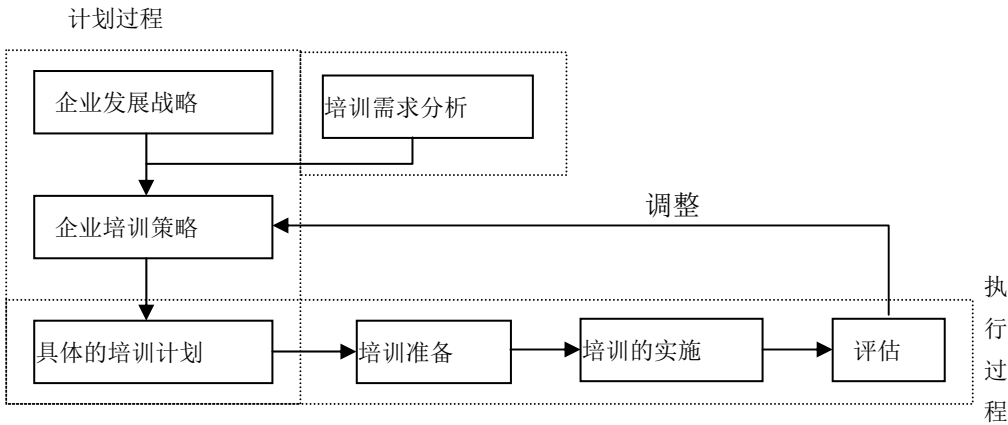 计划过程
企业发展战略
培训需求分析
企业培训策略
调整
具体的培训计划
培训准备
培训的实施
评估
执
行
过
程